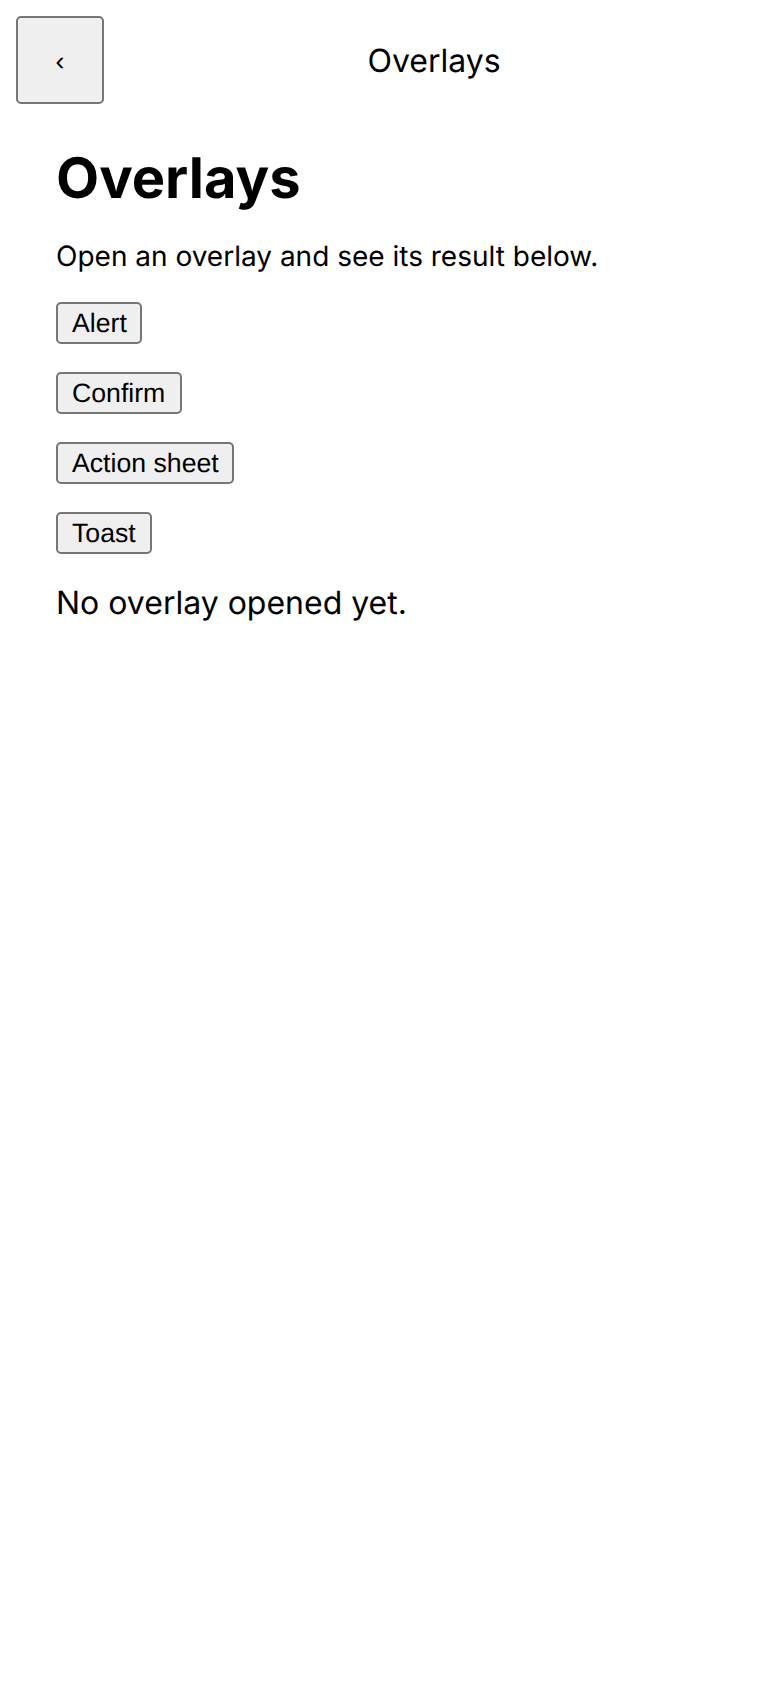 ‹
Overlays
Overlays
Open an overlay and see its result below.
Alert
Confirm
Action sheet
Toast
No overlay opened yet.